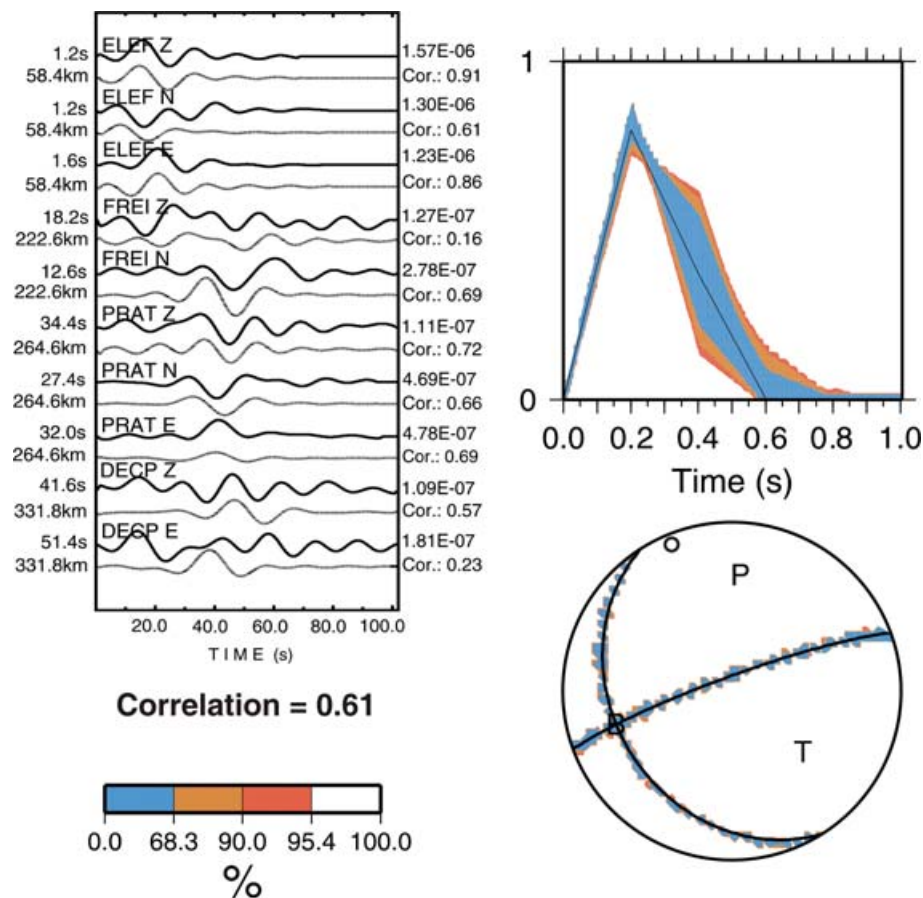 ELEF Z
1.2s 1.57E-06
58.4km Cor.: 0.91
ELEF N
1.2s 1.30E-06
58.4km Cor.: 0.61
ELEF E
1.6s 1.23E-06
58.4km Cor.: 0.86
FREI Z
18.2s 1.27E-07
222.6km Cor.: 0.16
FREI N
12.6s 2.78E-07
222.6km Cor.: 0.69
PRAT Z
34.4s 1.11E-07
264.6km Cor.: 0.72
PRAT N
27.4s 4.69E-07
264.6km Cor.: 0.66
PRAT E
32.0s 4.78E-07
264.6km Cor.: 0.69
DECP Z
41.6s 1.09E-07
331.8km Cor.: 0.57
DECP E
51.4s 1.81E-07
331.8km Cor.: 0.23
20.0 40.0 60.0 80.0 100.0
TIME (s)
Correlation = 0.61
0.0 68.3 90.0 95.4 100.0
%
1
0
0.0 0.2 0.4 0.6 0.8 1.0
Time (s)
P
B
T